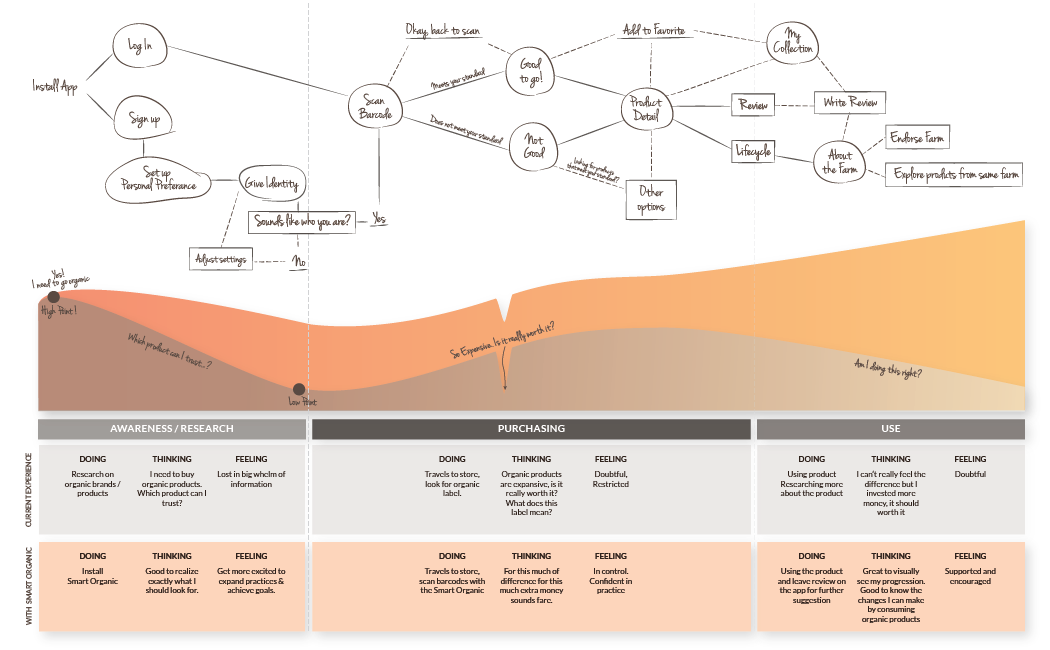 Install App
Log In
Sign up
Set up
Personal Preferance
Give Identity
Sounds like who you are?
Yes
Adjust settings
No
Scan
Barcode
Okay, back to scan
Meets your standard
Does not meet your standard
Good
to go!
Not
Good
looking for products
that meet your standard?
Add to Favorite
Product
Detail
Other
options
My
Collection
Review
Write Review
Lifecycle
About
the Farm
Endorse Farm
Explore produts from same farm
Yes!
I need to go organic
High Point!
Which product can I trust...?
Low Point
So Expensive. Is it really worth it?
Am I doing this right?
AWARENESS / RESEARCH
PURCHASING
USE
CURRENT EXPERIENCE
DOING
Research on
organic brands /
products
THINKING
I need to buy
organic products.
Which product can I
trust?
FEELING
Lost in big whelm of
information
DOING
Travels to store,
look for organic
label.
THINKING
Organic products
are expensive, is it
really worth it?
What does this
label mean?
FEELING
Doubtful,
Restricted
DOING
Using product
Researching more
about the product
THINKING
I can't really feel the
difference but I
invested more
money, it should
worth it
FEELING
Doubtful
WITH SMART ORGANIC
DOING
Install
Smart Organic
THINKING
Good to realize
exactly what I
should look for.
FEELING
Get more excited to
expand practices &
achieve goals.
DOING
Travels to store,
scan barcodes with
the Smart Organic
THINKING
For this much of
difference for this
much extra money
sounds fare.
FEELING
In control.
Confident in
practice
DOING
Using the product
and leave review on
the app for further
suggestion
THINKING
Great to visually
see my progression.
Good to know the
changes I can make
by consuming
organic products
FEELING
Supported and
encouraged